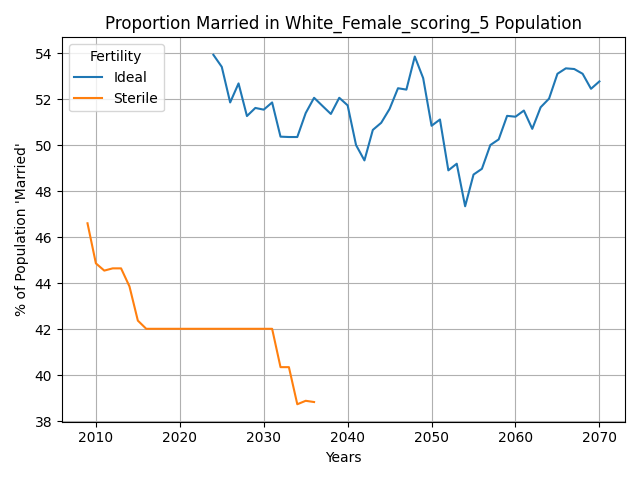 Proportion Married in White_Female_scoring_5 Population
% of Population 'Married'
54
52
50
48
46
44
42
40
38
Fertility
Ideal
Sterile
2010 2020 2030 2040 2050 2060 2070
Years